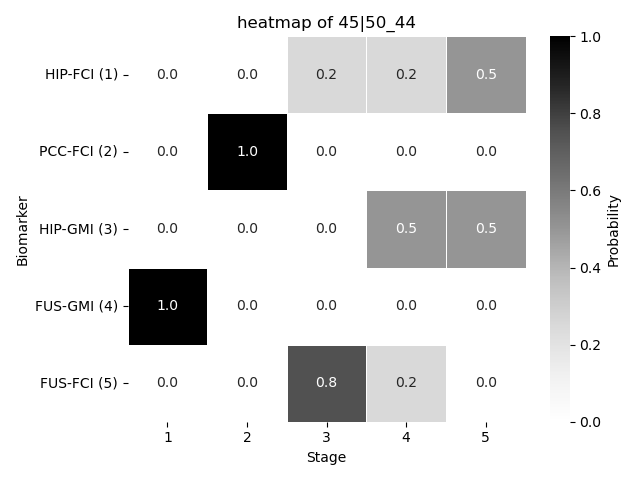 heatmap of 45|50_44
HIP-FCI (1) 0.0 0.0 0.2 0.2 0.5
PCC-FCI (2) 0.0 1.0 0.0 0.0 0.0
HIP-GMI (3) 0.0 0.0 0.0 0.5 0.5
FUS-GMI (4) 1.0 0.0 0.0 0.0 0.0
FUS-FCI (5) 0.0 0.0 0.8 0.2 0.0
1 2 3 4 5
Stage
Biomarker
1.0
0.8
0.6
0.4
0.2
0.0
Probability